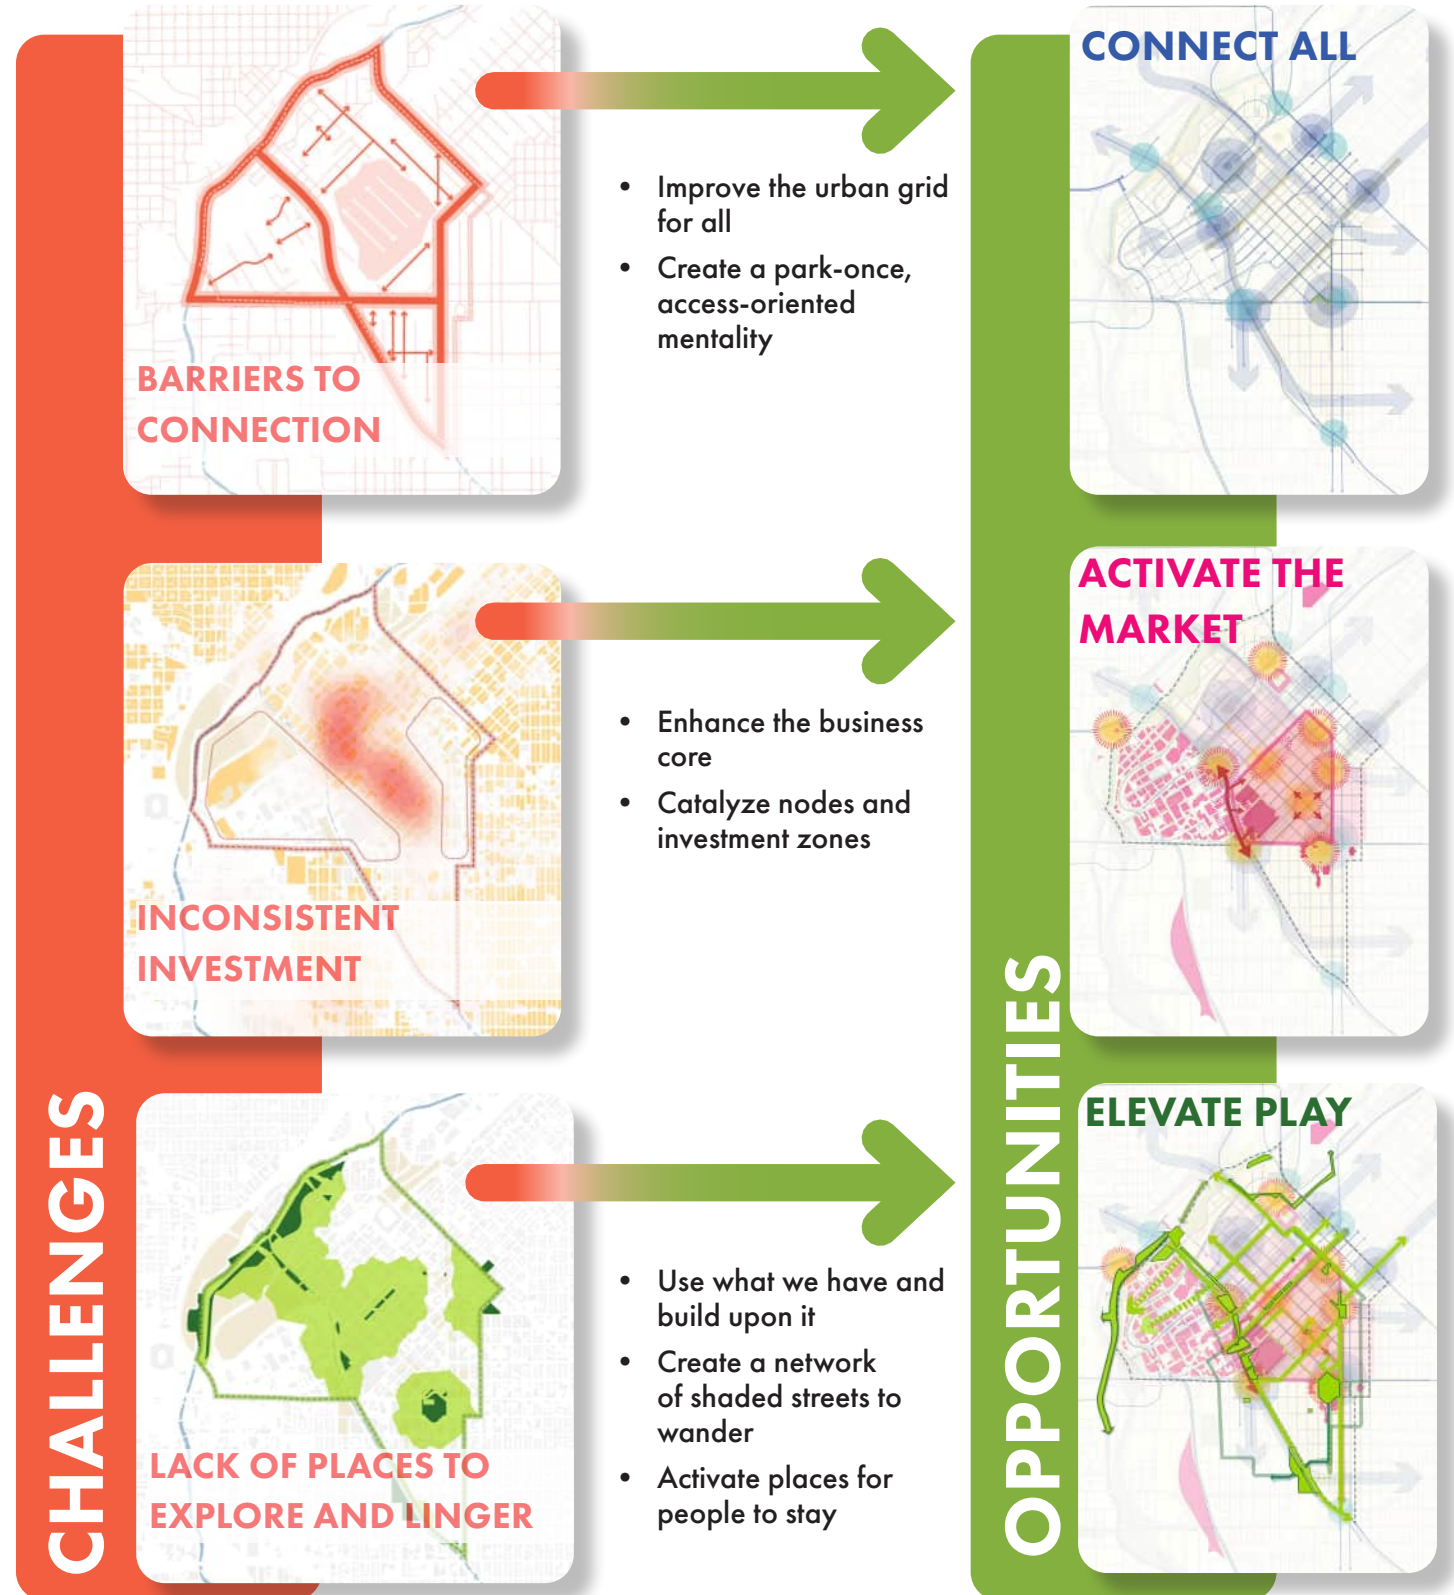 CHALLENGES
BARRIERS TO
CONNECTION
• Improve the urban grid
for all
• Create a park-once,
access-oriented
mentality
OPPORTUNITIES
CONNECT ALL
INCONSISTENT
INVESTMENT
• Enhance the business
core
• Catalyze nodes and
investment zones
ACTIVATE THE
MARKET
LACK OF PLACES TO
EXPLORE AND LINGER
• Use what we have and
build upon it
• Create a network
of shaded streets to
wander
• Activate places for
people to stay
ELEVATE PLAY